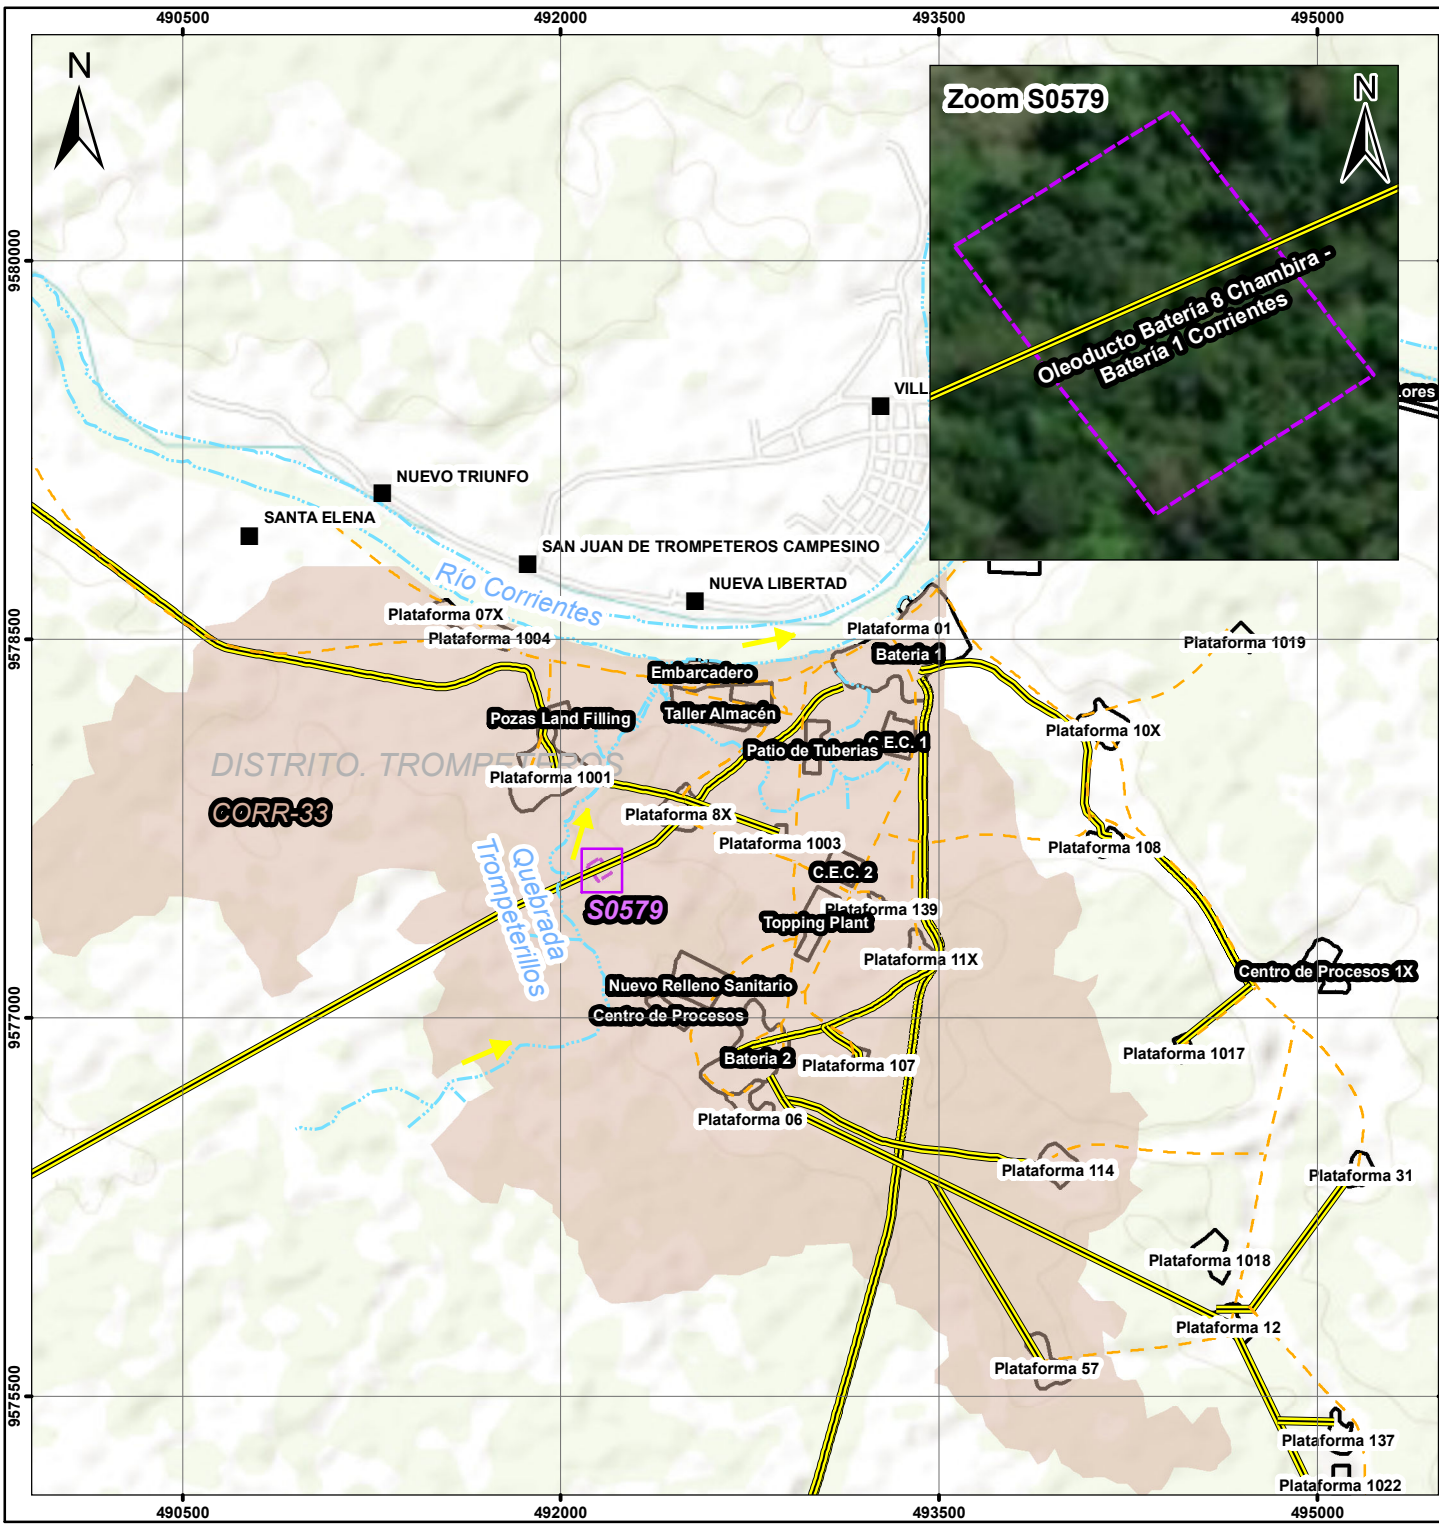 490500
492000
493500
495000
N
Zoom S0579
N
9580000
Oleoducto Batería 8 Chambira -
Batería 1 Corrientes
VILL
ores
NUEVO TRIUNFO
SANTA ELENA
SAN JUAN DE TROMPETEROS CAMPESINO
NUEVA LIBERTAD
Río Corrientes
Plataforma 07X
Plataforma 1004
9578500
Plataforma 01
Bateria 1
Plataforma 1019
Embarcadero
Taller Almacén
Pozas Land Filling
Patio de Tuberias
C.E.C. 1
Plataforma 10X
DISTRITO. TROMPETEROS
Plataforma 1001
CORR-33
Plataforma 8X
Plataforma 1003
Plataforma 108
Quebrada
Trompeterillos
C.E.C. 2
S0579
Plataforma 139
Topping Plant
Plataforma 11X
Centro de Procesos 1X
Nuevo Relleno Sanitario
Centro de Procesos
9577000
Bateria 2
Plataforma 107
Plataforma 1017
Plataforma 06
Plataforma 114
Plataforma 31
Plataforma 1018
Plataforma 12
Plataforma 57
9575500
Plataforma 137
Plataforma 1022
490500
492000
493500
495000